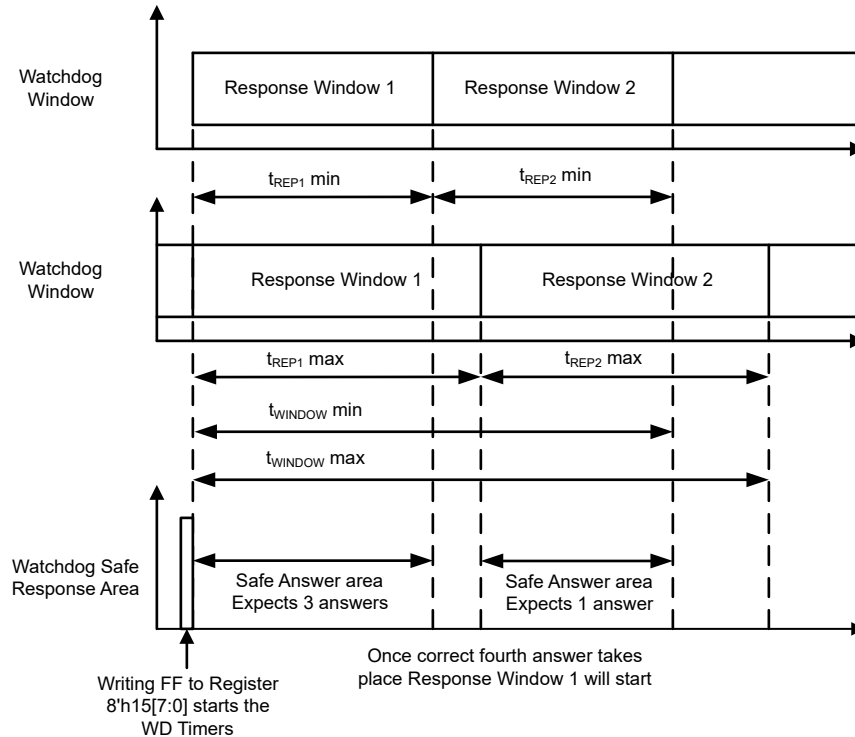 Watchdog
Window
Response Window 1
Response Window 2
tREP1 min
tREP2 min
Watchdog
Window
Response Window 1
Response Window 2
tREP1 max
tREP2 max
tWINDOW min
tWINDOW max
Watchdog Safe
Response Area
Safe Answer area
Expects 3 answers
Safe Answer area
Expects 1 answer
Writing FF to Register
8'h15[7:0] starts the
WD Timers
Once correct fourth answer takes
place Response Window 1 will start